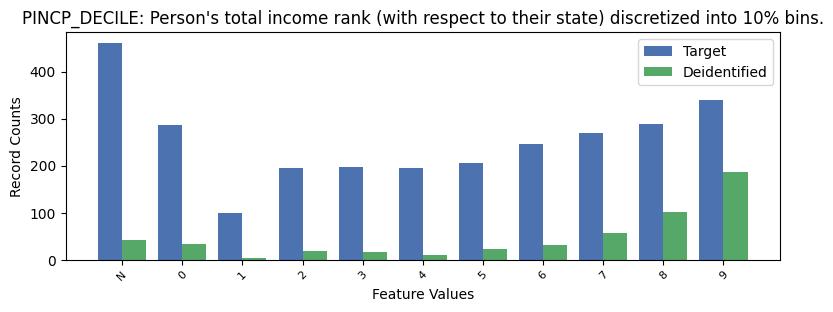 PINCP_DECILE: Person's total income rank (with respect to their state) discretized into 10% bins.
Target
Deidentified
Record Counts
400
300
200
100
0
N 0 1 2 3 4 5 6 7 8 9
Feature Values